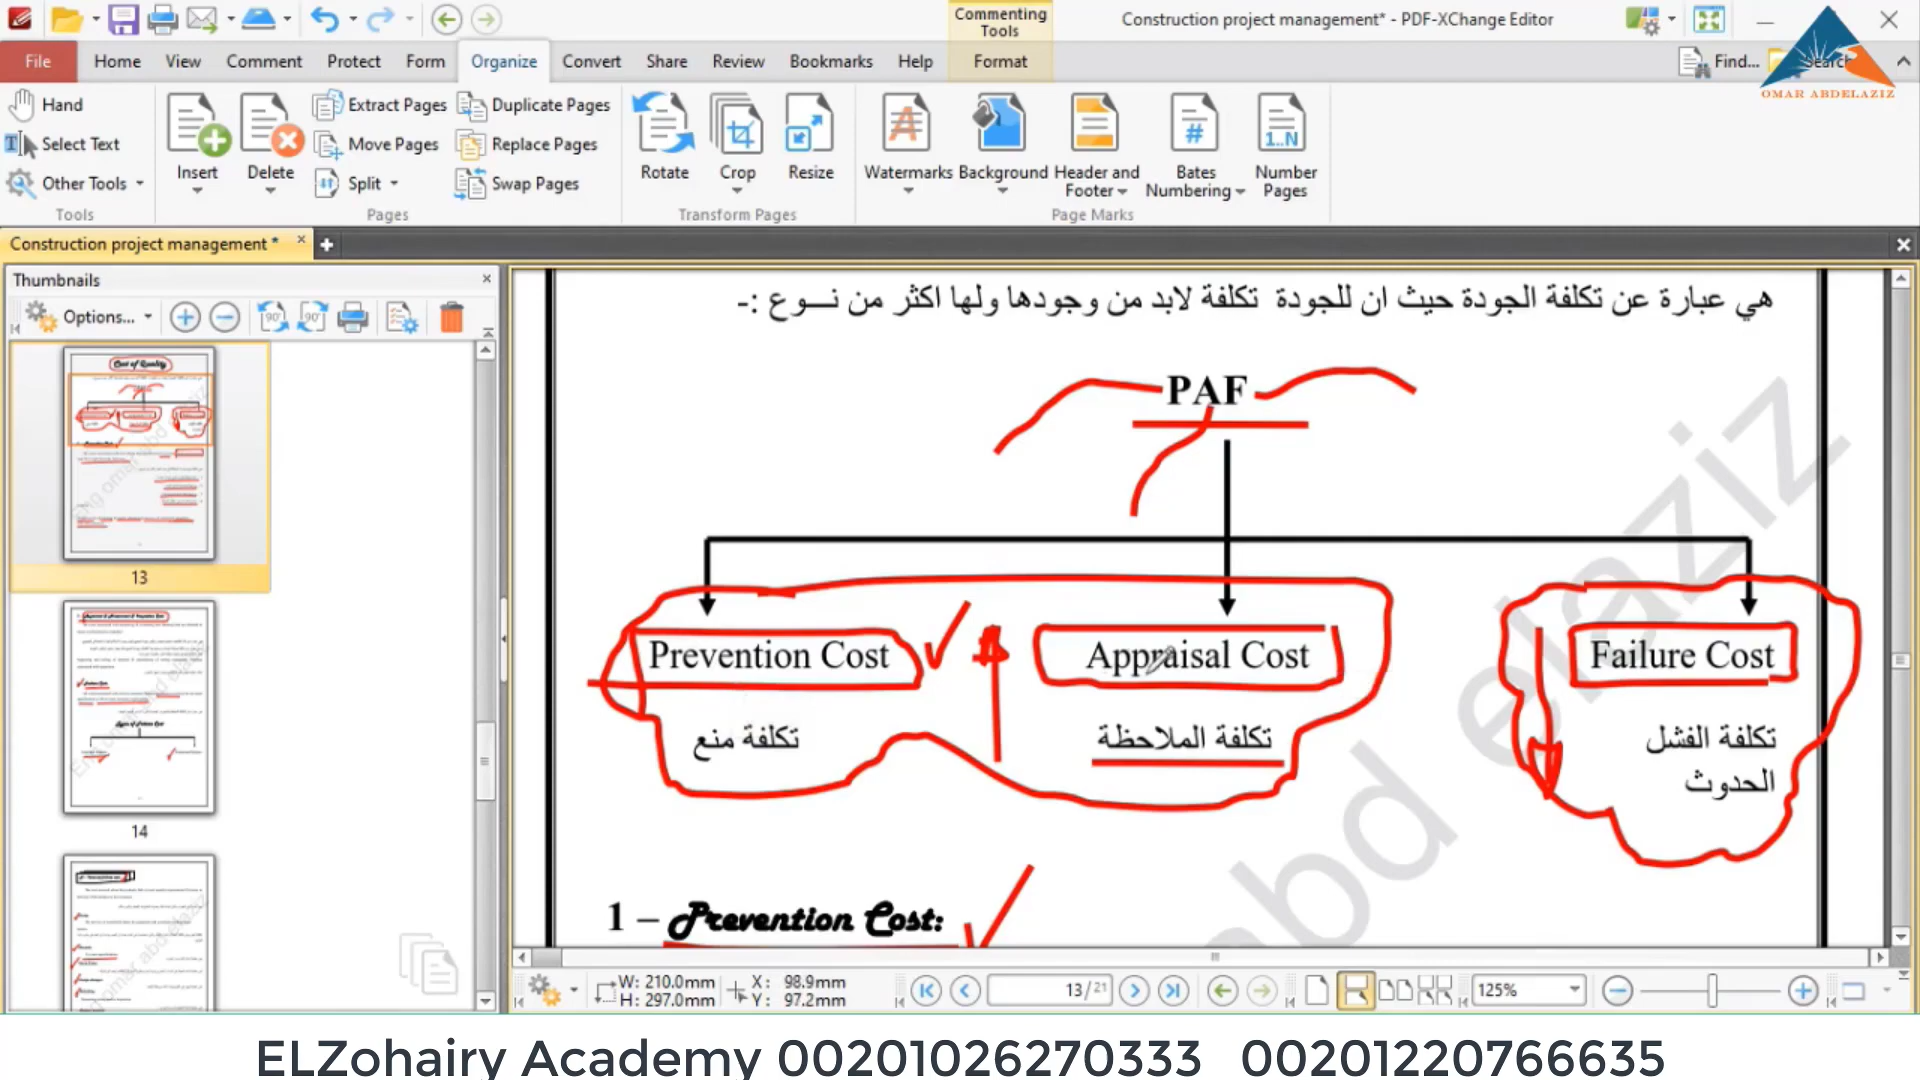 Commenting Tools
Construction project management* - PDF-XChange Editor
File Home View Comment Protect Form Organize Convert Share Review Bookmarks Help Format
Find...
OMAR ABDELAZIZ
Hand
Select Text
Other Tools
Tools
Insert
Delete
Extract Pages
Move Pages
Split
Duplicate Pages
Replace Pages
Swap Pages
Pages
Rotate
Crop
Resize
Transform Pages
Watermarks
Background
Header and Footer
Bates Numbering
Number Pages
Page Marks
Construction project management *
Thumbnails
Options...
Cost of Quality
13
14
هي عبارة عن تكلفة الجودة حيث ان للجودة تكلفة لابد من وجودها ولها اكثر من نـــوع :-
PAF
Prevention Cost
Appraisal Cost
Failure Cost
تكلفة منع
تكلفة الملاحظة
تكلفة الفشل
الحدوث
1 – Prevention Cost:
abd elaziz
W: 210.0mm
H: 297.0mm
X: 98.9mm
Y: 97.2mm
13/21
125%
ELZohairy Academy 00201026270333 00201220766635